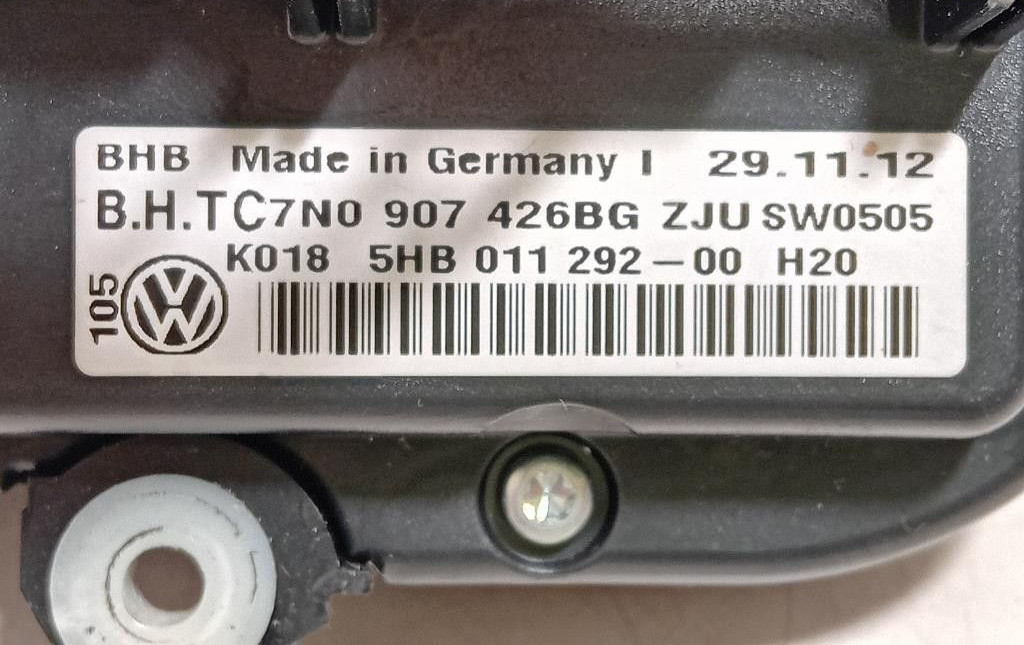 BHB Made in Germany I 29.11.12
B.H.TC7N0 907 426BG ZJU SW0505
K018 5HB 011 292-00 H20
105